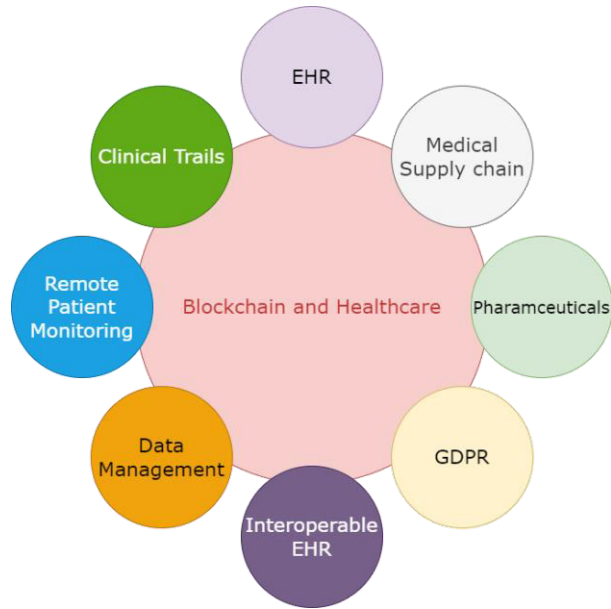 EHR
Medical
Supply chain
Clinical Trails
Remote
Patient
Monitoring
Blockchain and Healthcare
Pharamceuticals
Data
Management
GDPR
Interoperable
EHR